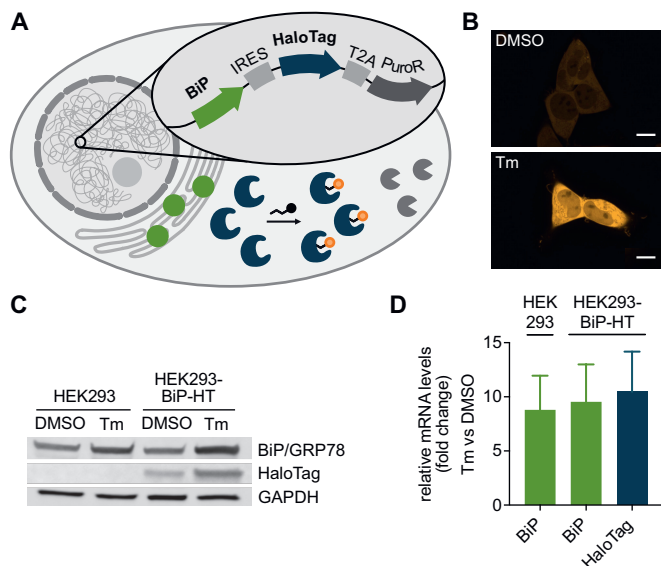 A
BiP
IRES
HaloTag
T2A
PuroR
B
DMSO
Tm
C
HEK293
HEK293-
BiP-HT
DMSO
Tm
DMSO
Tm
BiP/GRP78
HaloTag
GAPDH
D
HEK
293
HEK293-
BiP-HT
relative mRNA levels
(fold change)
Tm vs DMSO
15
10
5
0
BiP
BiP
HaloTag